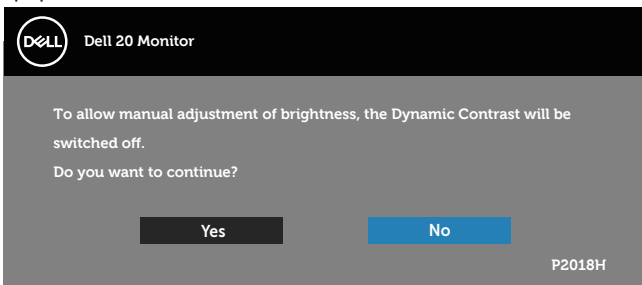 DELL
Dell 20 Monitor
To allow manual adjustment of brightness, the Dynamic Contrast will be
switched off.
Do you want to continue?
Yes
No
P2018H